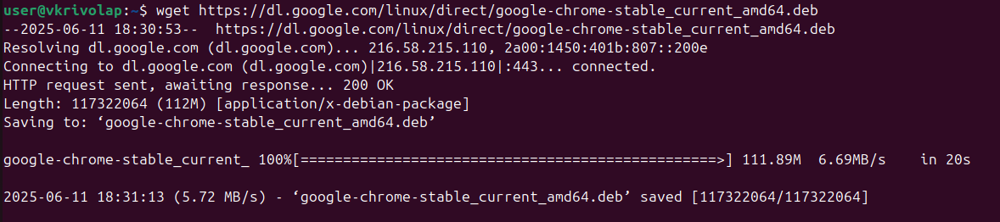 user@vkrivolap:~$ wget https://dl.google.com/linux/direct/google-chrome-stable_current_amd64.deb
--2025-06-11 18:30:53--  https://dl.google.com/linux/direct/google-chrome-stable_current_amd64.deb
Resolving dl.google.com (dl.google.com)... 216.58.215.110, 2a00:1450:401b:807::200e
Connecting to dl.google.com (dl.google.com)|216.58.215.110|:443... connected.
HTTP request sent, awaiting response... 200 OK
Length: 117322064 (112M) [application/x-debian-package]
Saving to: ‘google-chrome-stable_current_amd64.deb’

google-chrome-stable_current_ 100%[=================================================>] 111.89M  6.69MB/s    in 20s

2025-06-11 18:31:13 (5.72 MB/s) - ‘google-chrome-stable_current_amd64.deb’ saved [117322064/117322064]